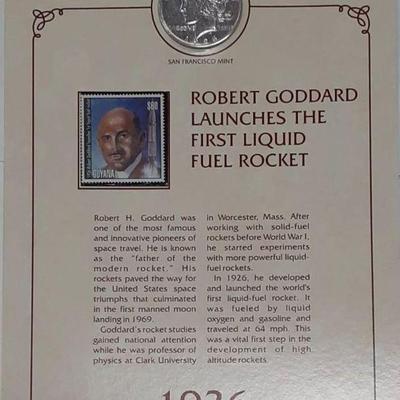 SAN FRANCISCO MINT
$80
GUYANA
ROBERT GODDARD
LAUNCHES THE
FIRST LIQUID
FUEL ROCKET
Robert H. Goddard was
one of the most famous
and innovative pioneers of
space travel. He is known
as the "father of the
modern rocket." His
rockets paved the way for
the United States space
triumphs that culminated
in the first manned moon
landing in 1969.
Goddard's rocket studies
gained national attention
while he was professor of
physics at Clark University
in Worcester, Mass. After
working with solid-fuel
rockets before World War I,
he started experiments
with more powerful liquid-
fuel rockets.
In 1926, he developed
and launched the world's
first liquid-fuel rocket. It
was fueled by liquid
oxygen and gasoline and
traveled at 64 mph. This
was a vital first step in the
development of high
altitude rockets.
1926